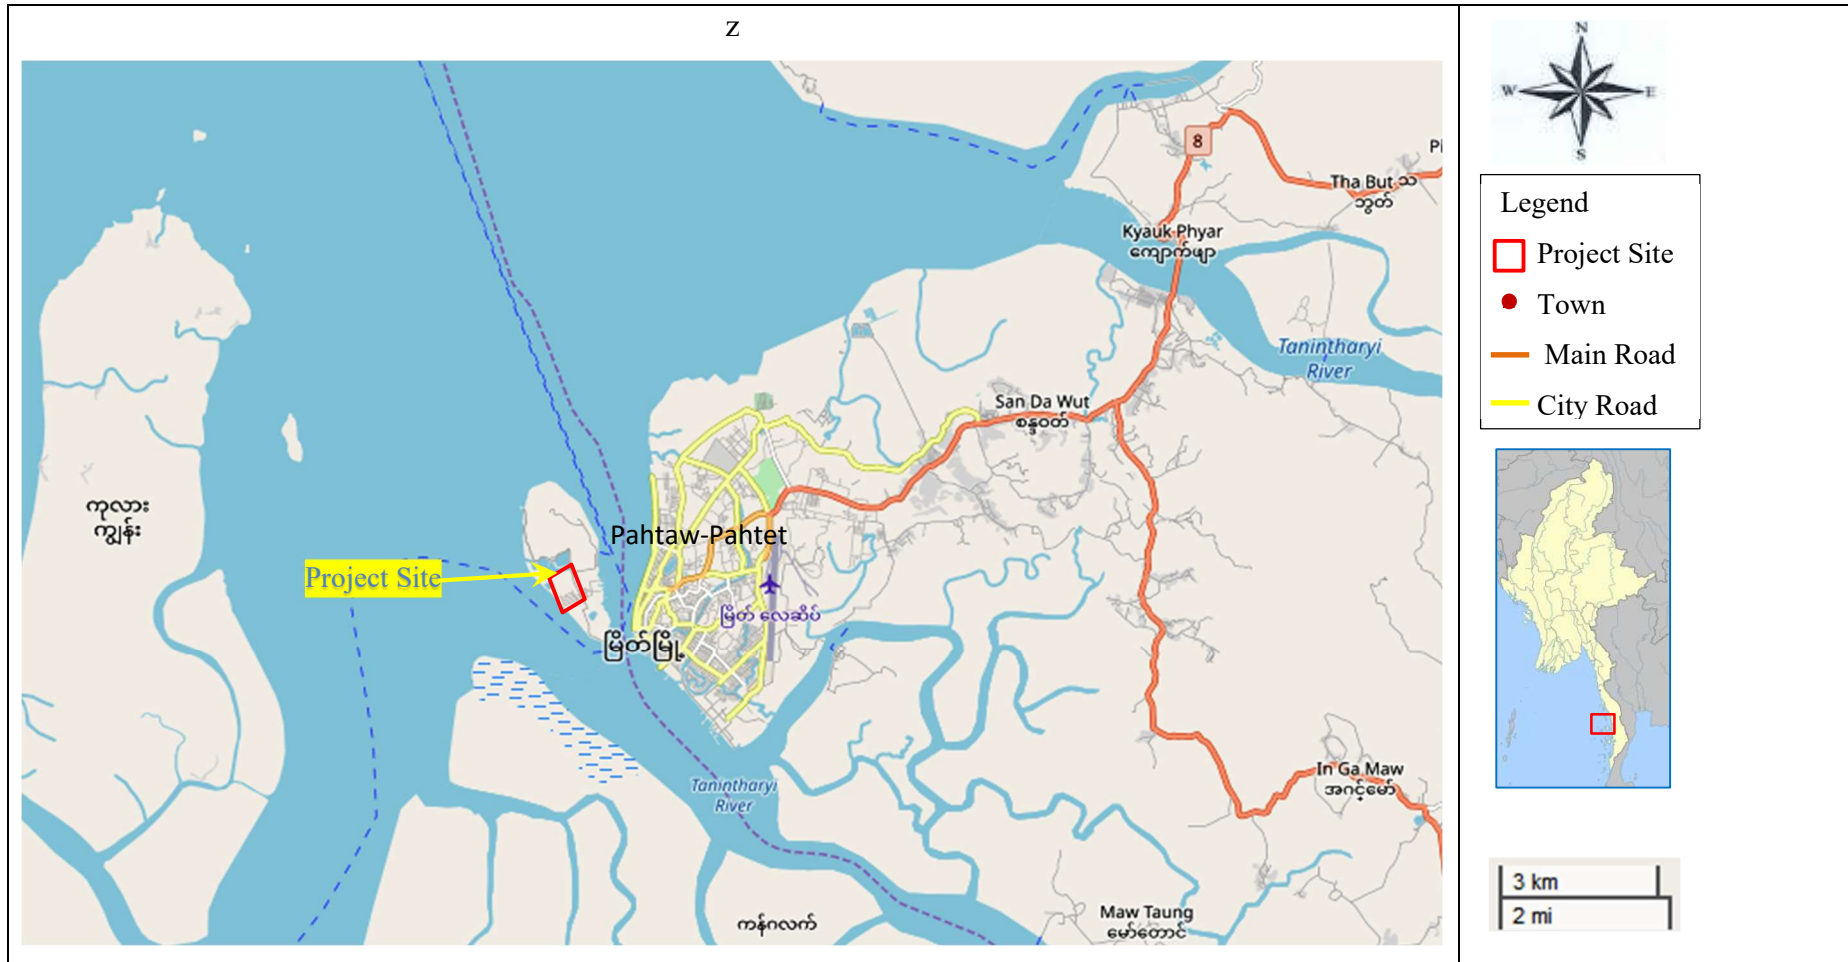 z
8
Pi
Tha But သ
ဘွတ်
Kyauk Phyar
ကျောက်ဖျာ
Tanintharyi
River
San Da Wut
စန္ဒဝတ်
ကုလား
ကျွန်း
Pahtaw-Pahtet
Project Site
မြိတ် လေဆိပ်
မြိတ်မြို့
Tanintharyi
River
In Ga Maw
အင်္ဂမော်
ကန်ဂလက်
Maw Taung
မော်တောင်
N
W
E
S
Legend
Project Site
Town
Main Road
City Road
3 km
2 mi